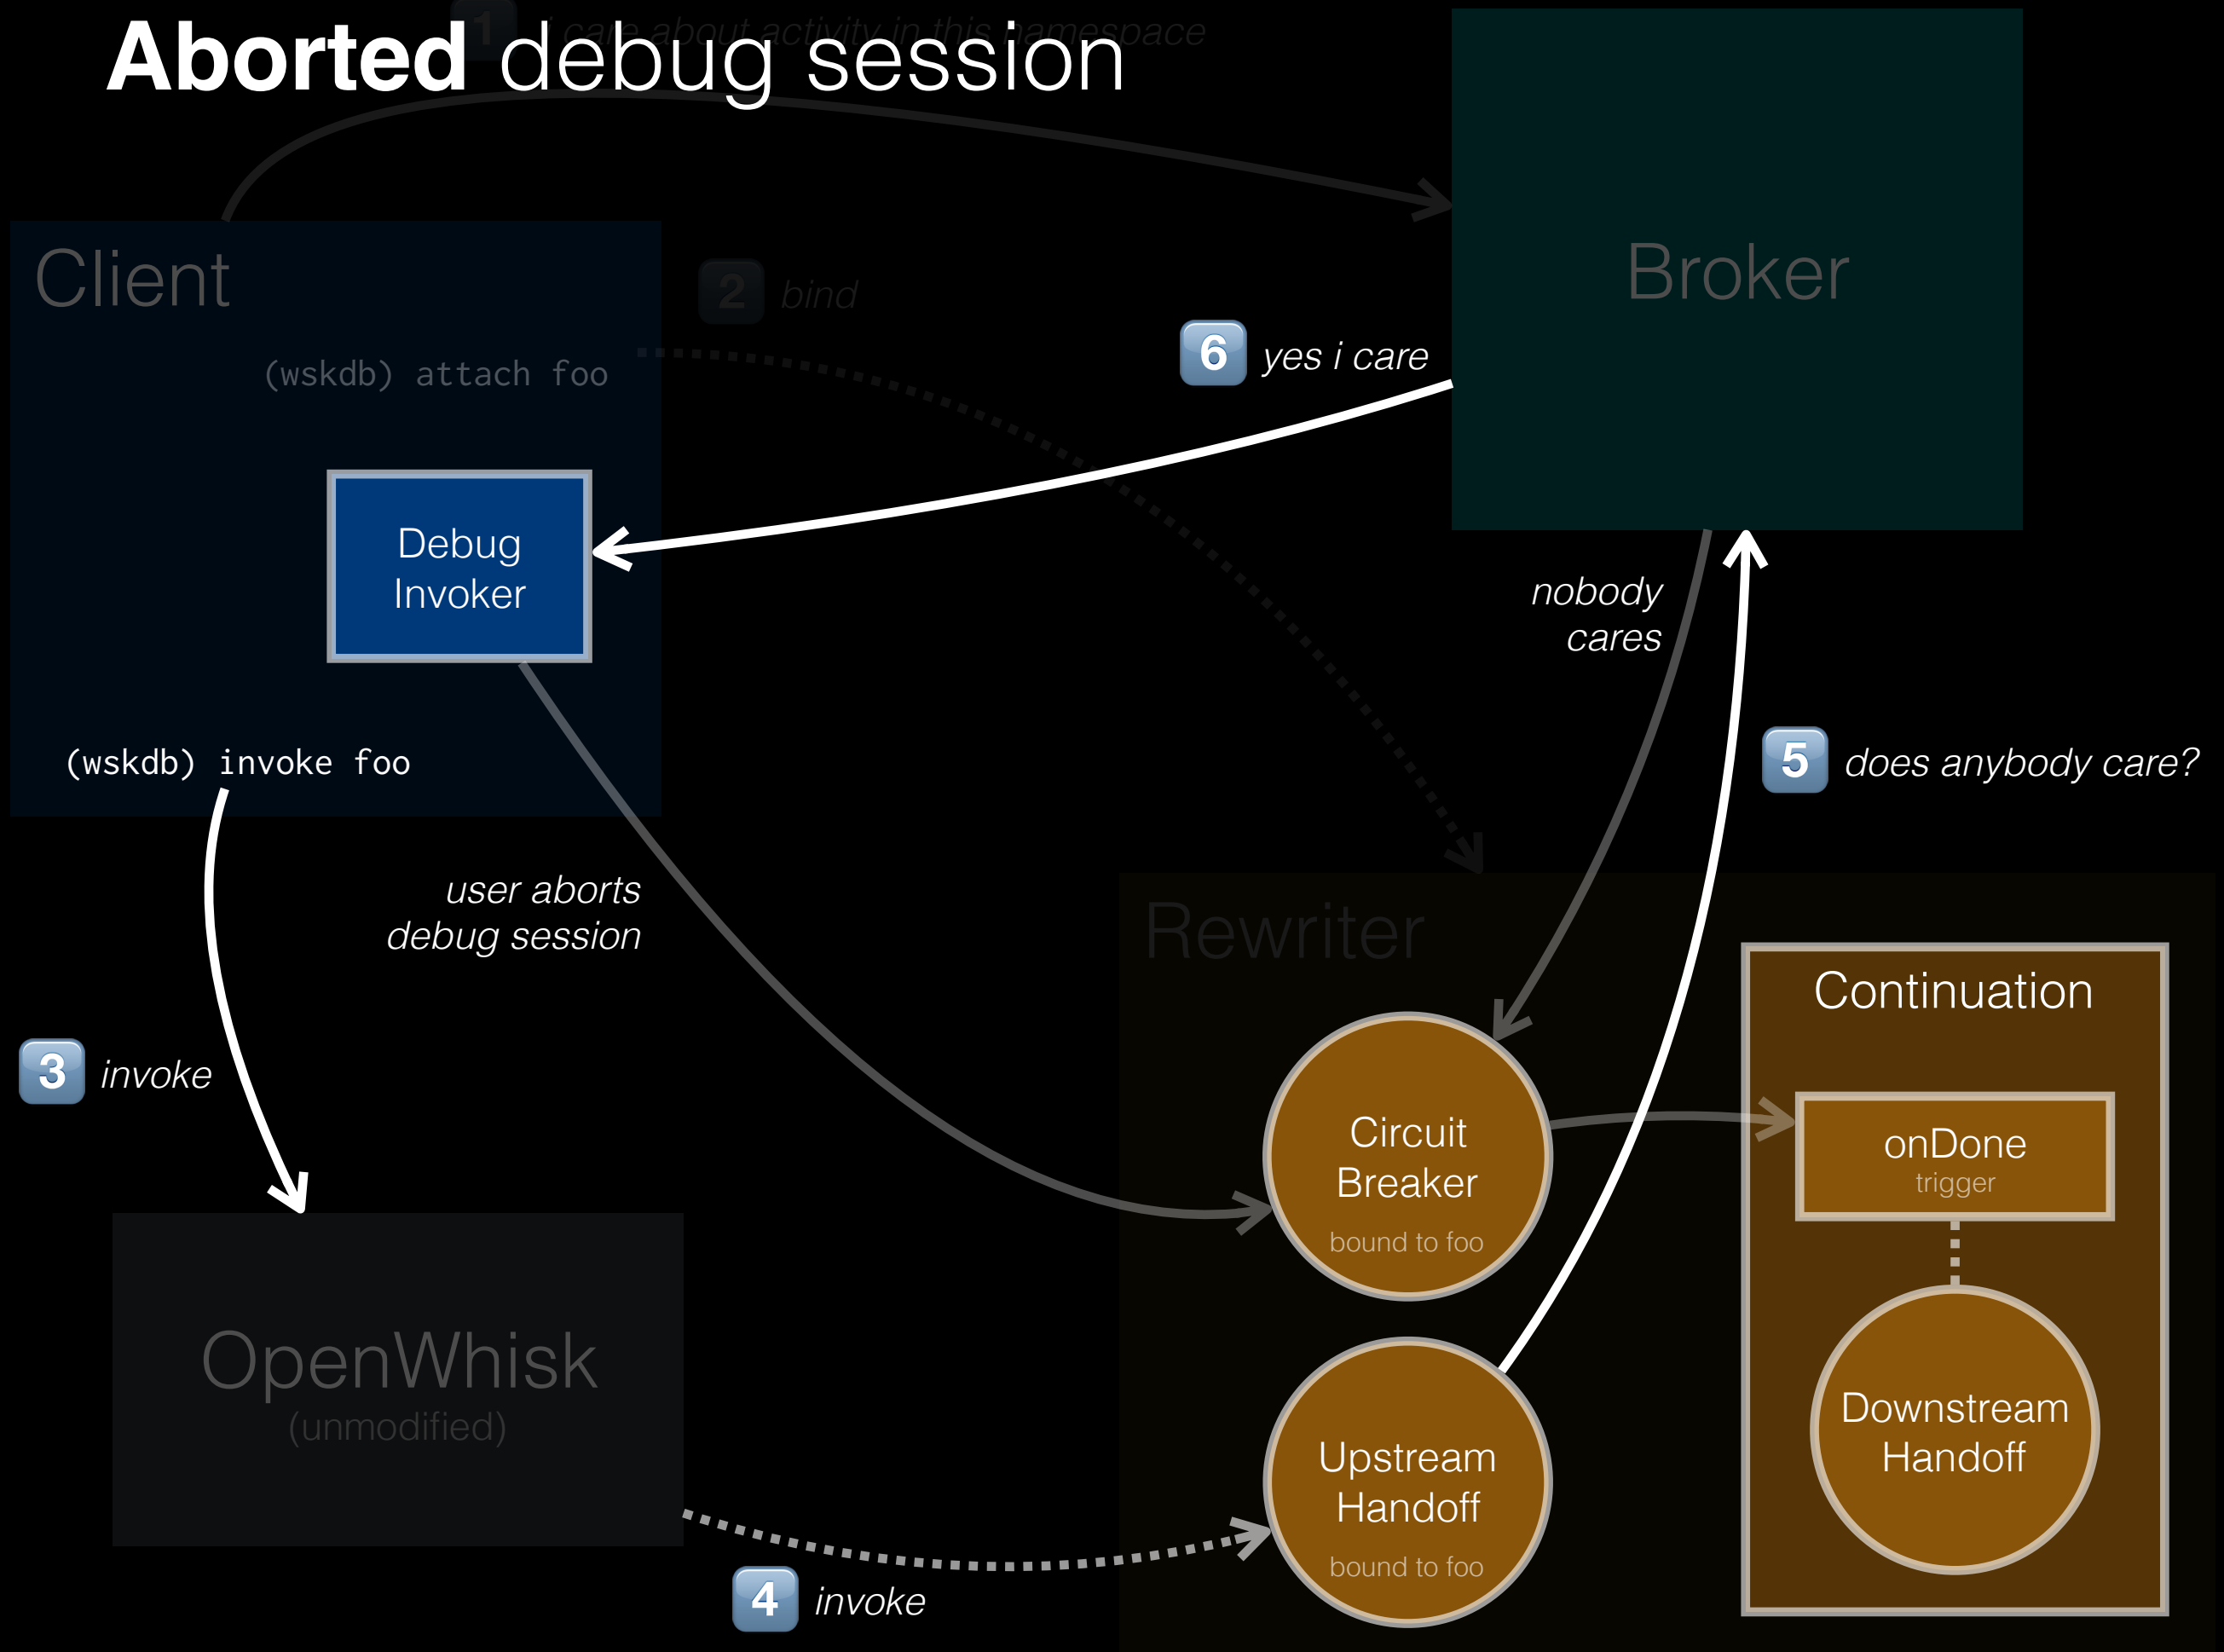 1 i care about activity in this namespace
Aborted debug session
Client
Broker
2 bind
6 yes i care
(wskdb) attach foo
Debug
Invoker
nobody
cares
(wskdb) invoke foo
5 does anybody care?
user aborts
debug session
Rewriter
Continuation
3 invoke
Circuit
Breaker
bound to foo
onDone
trigger
OpenWhisk
(unmodified)
Upstream
Handoff
bound to foo
Downstream
Handoff
4 invoke